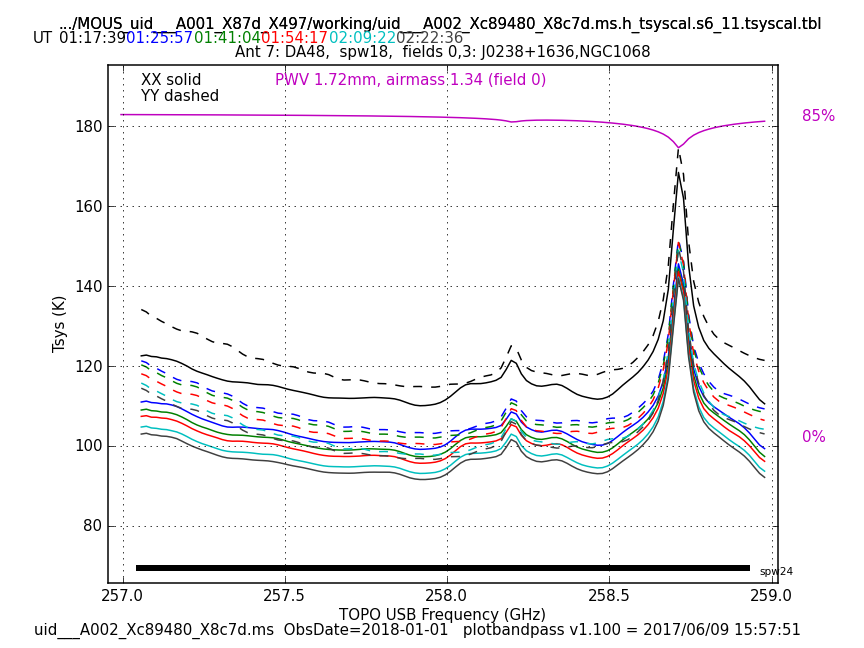 .../MOUS_uid___A001_X87d_X497/working/uid___A002_Xc89480_X8c7d.ms.h_tsyscal.s6_11.tsyscal.tbl
UT 01:17:39 01:25:57 01:41:04 01:54:17 02:09:22 02:22:36
Ant 7: DA48, spw18, fields 0,3: J0238+1636,NGC1068
XX solid PWV 1.72mm, airmass 1.34 (field 0)
YY dashed
85%
180
160
140
120
100
80
Tsys (K)
0%
spw24
257.0 257.5 258.0 258.5 259.0
TOPO USB Frequency (GHz)
uid___A002_Xc89480_X8c7d.ms ObsDate=2018-01-01 plotbandpass v1.100 = 2017/06/09 15:57:51